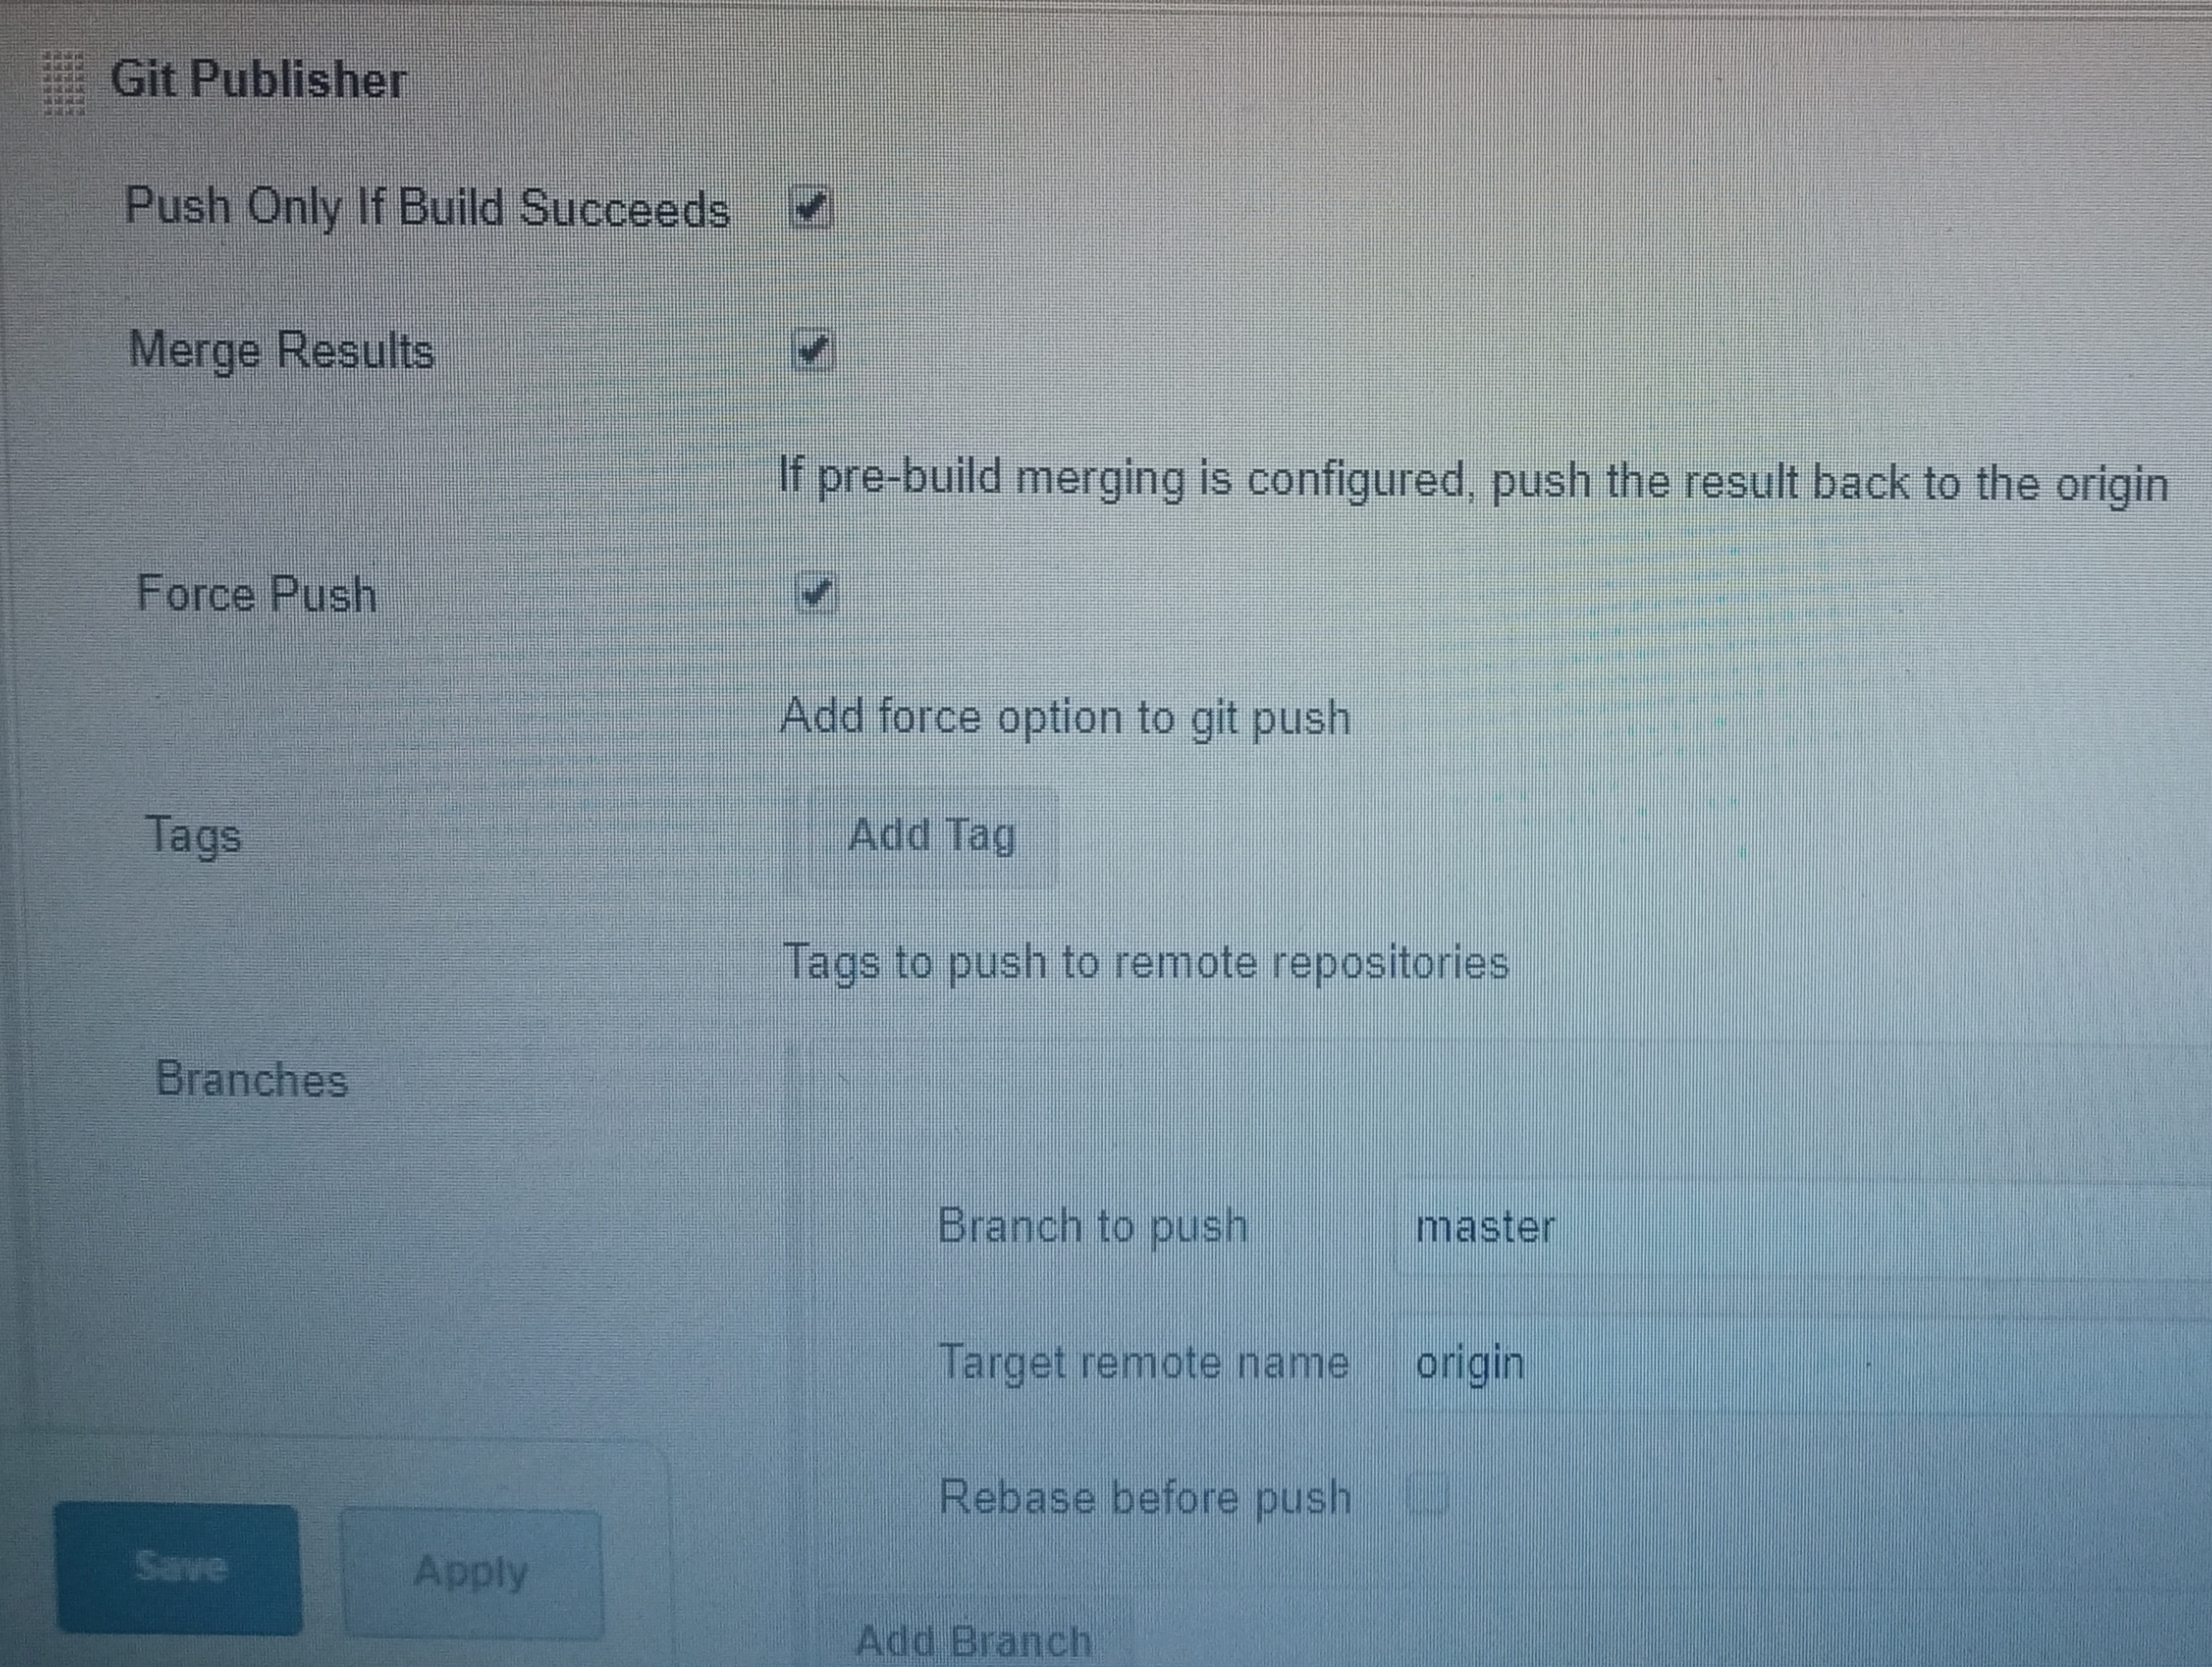 Git Publisher
Push Only If Build Succeeds
Merge Results
If pre-build merging is configured, push the result back to the origin
Force Push
Add force option to git push
Tags
Add Tag
Tags to push to remote repositories
Branches
Branch to push
master
Target remote name
origin
Rebase before push
Save
Apply
Add Branch